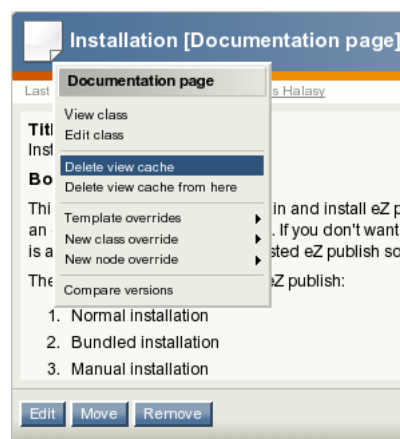 Installation [Documentation page]
Documentation page
Last s Halasy
View class
Edit class
Delete view cache
Delete view cache from here
Template overrides
New class override
New node override
Compare versions
Titl
Inst
Bo
Thi in and install eZ p
an . If you don't want
is a sted eZ publish so
The eZ publish:
1. Normal installation
2. Bundled installation
3. Manual installation
Edit Move Remove